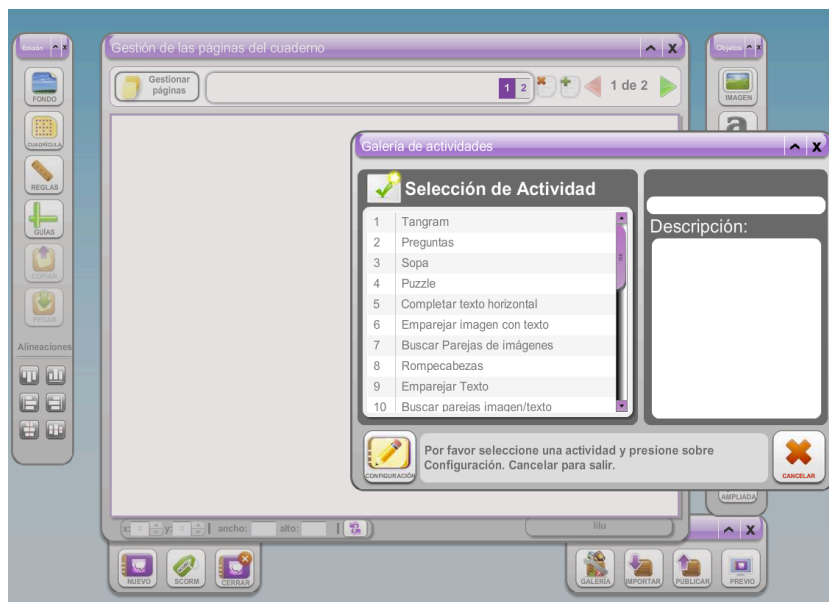 Edición
Gestión de las páginas del cuaderno
Objetos
FONDO
CUADRÍCULA
REGLAS
GUÍAS
COPIAR
PEGAR
Alineaciones
Gestionar
páginas
1 2
1 de 2
IMAGEN
a
Galería de actividades
Selección de Actividad
1 Tangram
2 Preguntas
3 Sopa
4 Puzzle
5 Completar texto horizontal
6 Emparejar imagen con texto
7 Buscar Parejas de imágenes
8 Rompecabezas
9 Emparejar Texto
10 Buscar parejas imagen/texto
Descripción:
CONFIGURACIÓN
Por favor seleccione una actividad y presione sobre
Configuración. Cancelar para salir.
CANCELAR
AMPLIADA
x: 0 y: 0 ancho: alto:
lilu
NUEVO
SCORM
CERRAR
GALERÍA
IMPORTAR
PUBLICAR
PREVIO